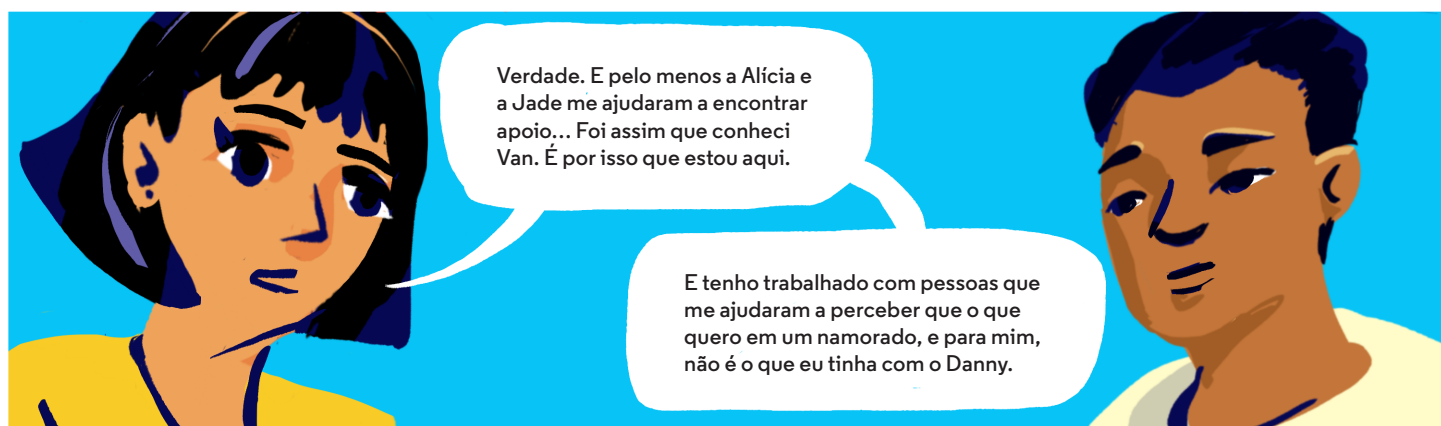 Verdade. E pelo menos a Alícia e
a Jade me ajudaram a encontrar
apoio... Foi assim que conheci
Van. É por isso que estou aqui.
E tenho trabalhado com pessoas que
me ajudaram a perceber que o que
quero em um namorado, e para mim,
não é o que eu tinha com o Danny.